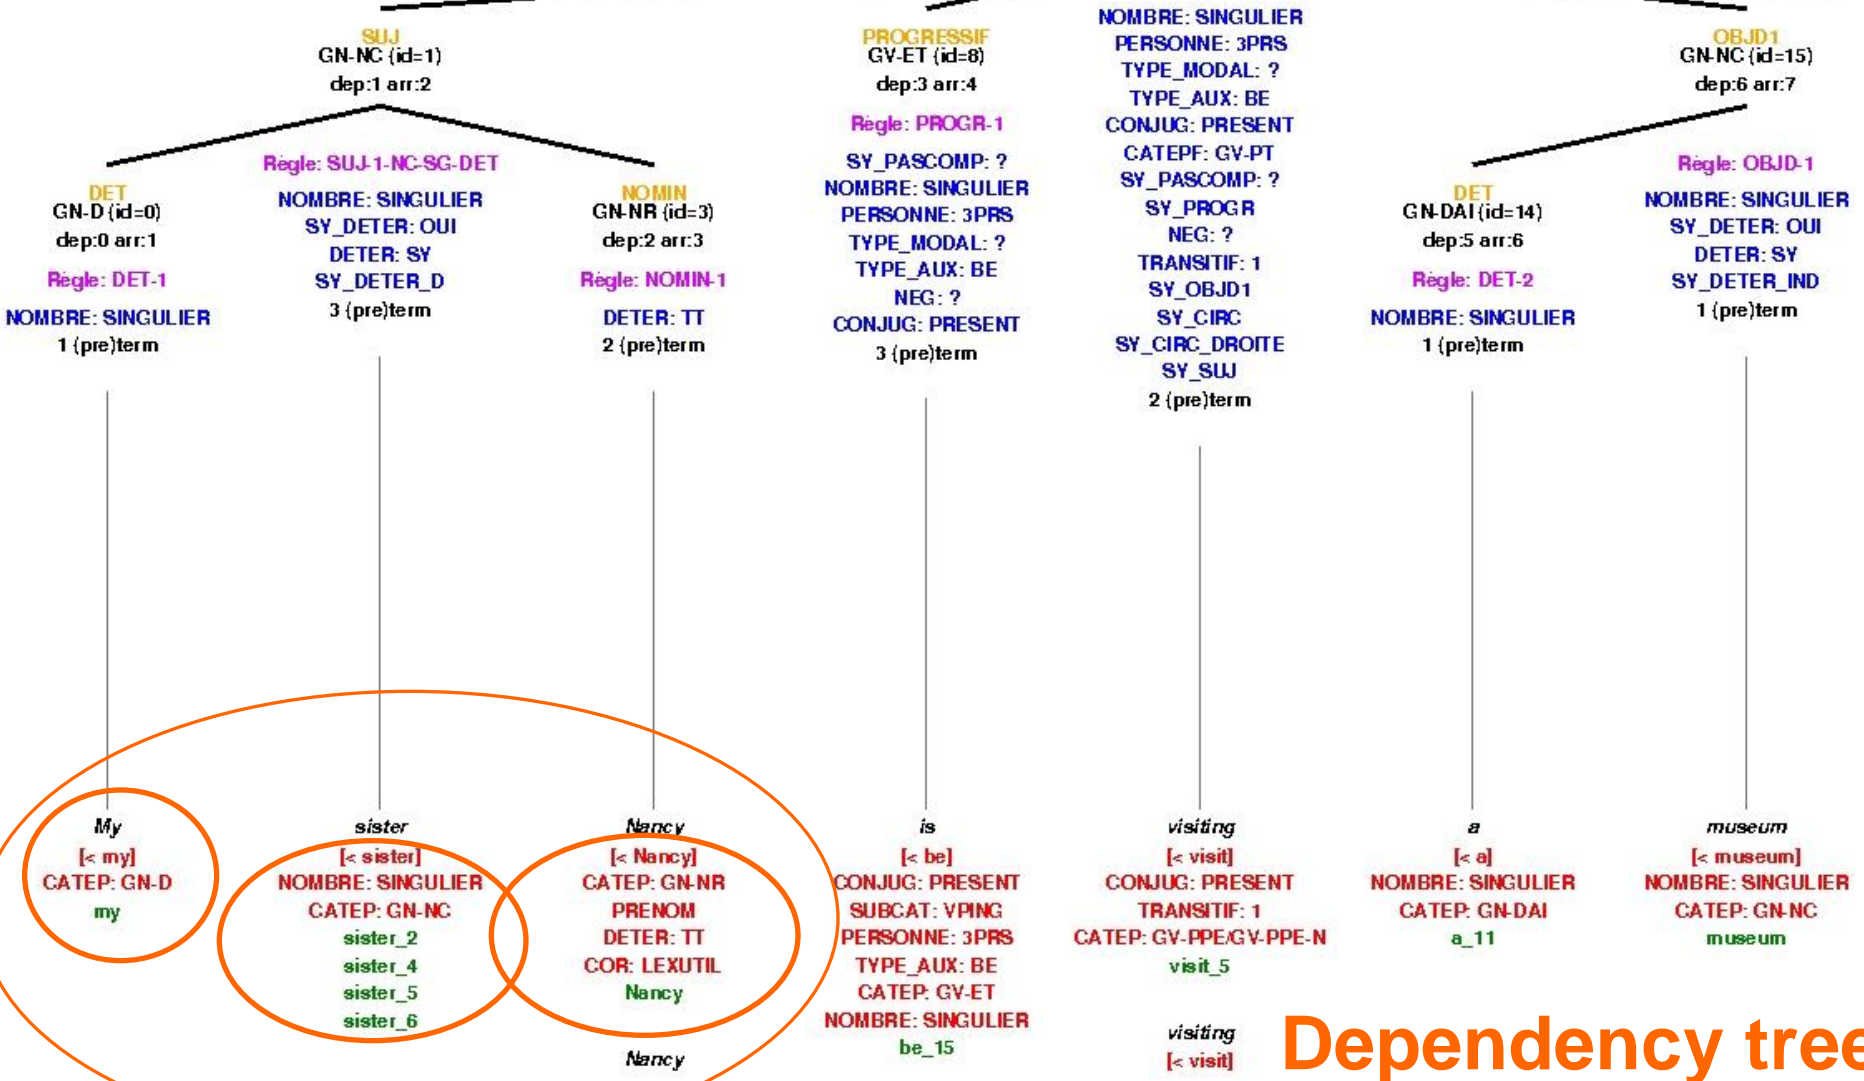 SUJ
GN-NC (id=1)
dep:1 arr:2
Règle: SUJ-1-NC-SG-DET
NOMBRE: SINGULIER
SY_DETER: OUI
DETER: SY
SY_DETER_D
3 (pre)term
DET
GN-D (id=0)
dep:0 arr:1
Règle: DET-1
NOMBRE: SINGULIER
1 (pre)term
NOMIN
GN-NR (id=3)
dep:2 arr:3
Règle: NOMIN-1
DETER: TT
2 (pre)term
PROGRESSIF
GV-ET (id=8)
dep:3 arr:4
Règle: PROGR-1
SY_PASCOMP: ?
NOMBRE: SINGULIER
PERSONNE: 3PRS
TYPE_MODAL: ?
TYPE_AUX: BE
NEG: ?
CONJUG: PRESENT
3 (pre)term
NOMBRE: SINGULIER
PERSONNE: 3PRS
TYPE_MODAL: ?
TYPE_AUX: BE
CONJUG: PRESENT
CATEPF: GV-PT
SY_PASCOMP: ?
SY_PROGR
NEG: ?
TRANSITIF: 1
SY_OBJD1
SY_CIRC
SY_CIRC_DROITE
SY_SUJ
2 (pre)term
DET
GN-DAI (id=14)
dep:5 arr:6
Règle: DET-2
NOMBRE: SINGULIER
1 (pre)term
OBJD1
GN-NC (id=15)
dep:6 arr:7
Règle: OBJD-1
NOMBRE: SINGULIER
SY_DETER: OUI
DETER: SY
SY_DETER_IND
1 (pre)term
My
[< my]
CATEP: GN-D
my
sister
[< sister]
NOMBRE: SINGULIER
CATEP: GN-NC
sister_2
sister_4
sister_5
sister_6
Nancy
[< Nancy]
CATEP: GN-NR
PRENOM
DETER: TT
COR: LEXUTIL
Nancy
Nancy
is
[< be]
CONJUG: PRESENT
SUBCAT: VPING
PERSONNE: 3PRS
TYPE_AUX: BE
CATEP: GV-ET
NOMBRE: SINGULIER
be_15
visiting
[< visit]
CONJUG: PRESENT
TRANSITIF: 1
CATEP: GV-PPE/GV-PPE-N
visit_5
visiting
[< visit]
a
[< a]
NOMBRE: SINGULIER
CATEP: GN-DAI
a_11
museum
[< museum]
NOMBRE: SINGULIER
CATEP: GN-NC
museum
Dependency tree